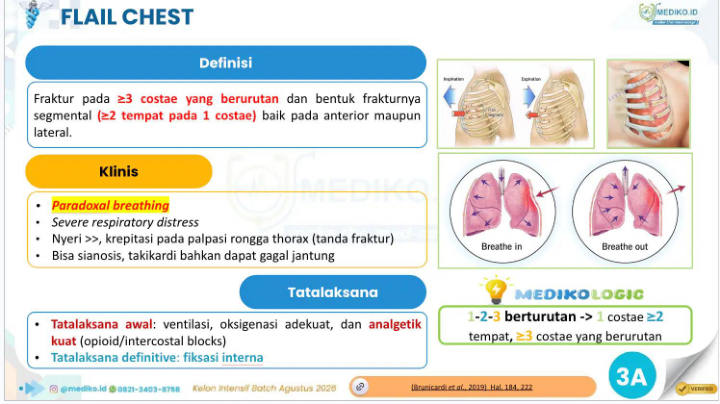 FLAIL CHEST
MEDIKO.ID
Definisi
Fraktur pada ≥3 costae yang berurutan dan bentuk frakturnya
segmental (≥2 tempat pada 1 costae) baik pada anterior maupun
lateral.
Inspiration
Expiration
Klinis
• Paradoxal breathing
• Severe respiratory distress
• Nyeri >>, krepitasi pada palpasi rongga thorax (tanda fraktur)
• Bisa sianosis, takikardi bahkan dapat gagal jantung
MEDIKO.ID
Breathe in
Breathe out
Tatalaksana
• Tatalaksana awal: ventilasi, oksigenasi adekuat, dan analgetik
kuat (opioid/intercostal blocks)
• Tatalaksana definitive: fiksasi interna
MEDIKOLOGIC
1-2-3 berturutan -> 1 costae ≥2
tempat, ≥3 costae yang berurutan
3A
@mediko.id 0821-3403-8758 Kelon Intensif Batch Agustus 2026
(Brunicardi et al., 2019) Hal. 184, 222
VERIFIED